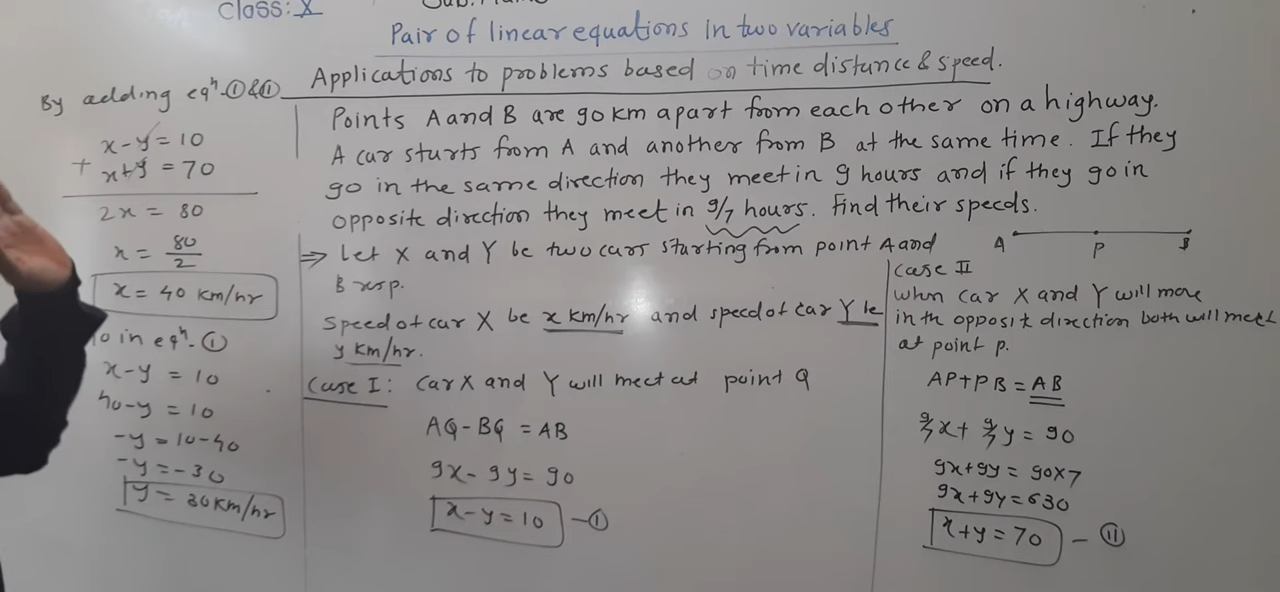 Class: X
Pair of linear equations In two variables
Applications to problems based on time distance & speed.
Points A and B are 90 km apart from each other on a highway.
A car sturts from A and another from B at the same time. If they
go in the same direction they meet in 9 hours and if they go in
opposite direction they meet in 9/7 hours. Find their speeds.
⇒ Let X and Y be two cars starting from point A and
B resp.
Speed of car X be x km/hr and speed of car Y be
y km/hr.
Case I: Car X and Y will meet at point Q
AQ - BQ = AB
9x - 9y = 90
x - y = 10 - ①
A P B
Case II
When Car X and Y will move
in th opposit direction both will meet
at point P.
AP + PB = AB
9/7 x + 9/7 y = 90
9x + 9y = 90 x 7
9x + 9y = 630
x + y = 70 - ⑪
By adding eqⁿ ① & ⑪
x - y = 10
+ x + y = 70
2x = 80
x = 80/2
x = 40 km/hr
in eqⁿ - ①
x - y = 10
40 - y = 10
-y = 10 - 40
-y = -30
y = 30 km/hr